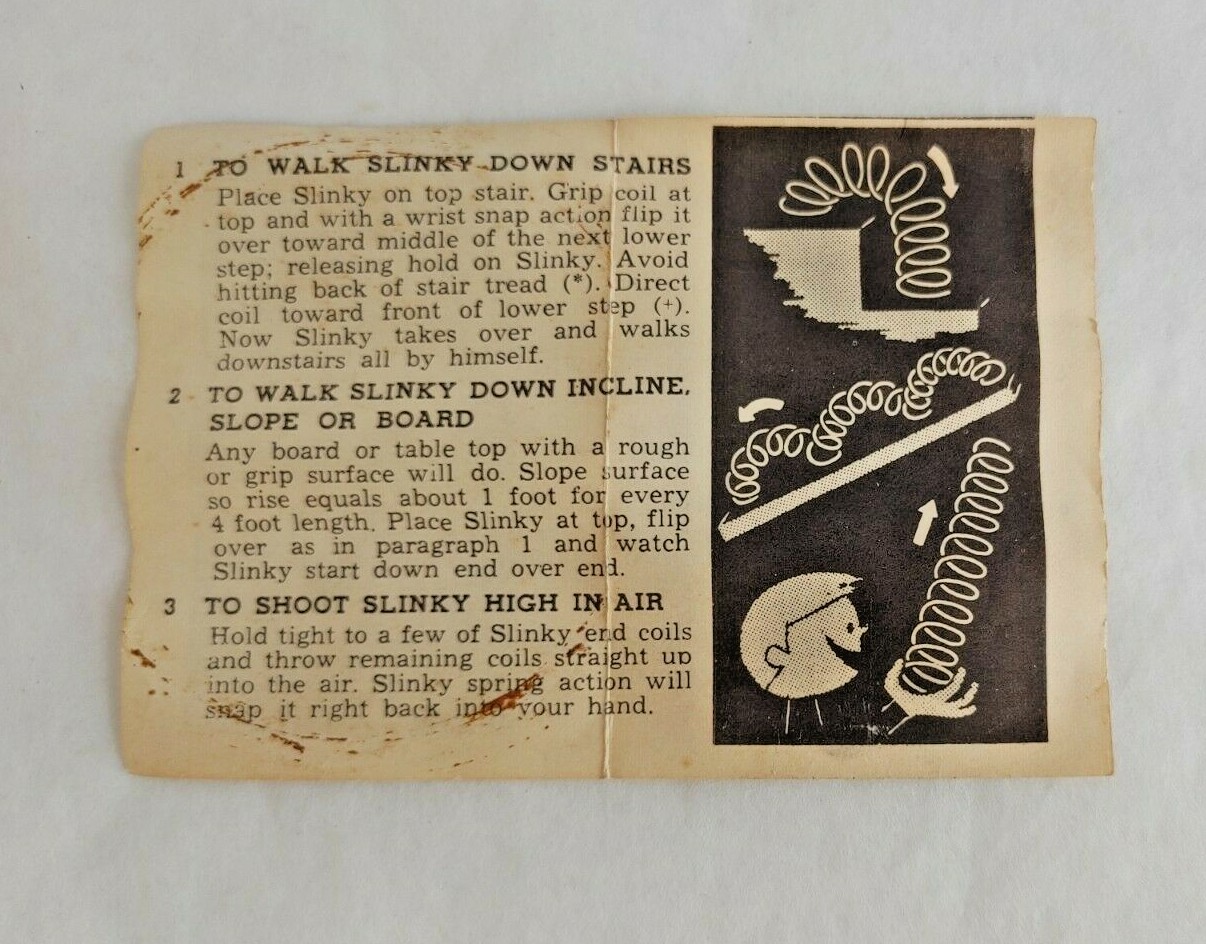 1 TO WALK SLINKY DOWN STAIRS
Place Slinky on top stair. Grip coil at
top and with a wrist snap action flip it
over toward middle of the next lower
step; releasing hold on Slinky. Avoid
hitting back of stair tread (*). Direct
coil toward front of lower step (+).
Now Slinky takes over and walks
downstairs all by himself.
2 TO WALK SLINKY DOWN INCLINE,
SLOPE OR BOARD
Any board or table top with a rough
or grip surface will do. Slope surface
so rise equals about 1 foot for every
4 foot length. Place Slinky at top, flip
over as in paragraph 1 and watch
Slinky start down end over end.
3 TO SHOOT SLINKY HIGH IN AIR
Hold tight to a few of Slinky end coils
and throw remaining coils straight up
into the air. Slinky spring action will
snap it right back into your hand.